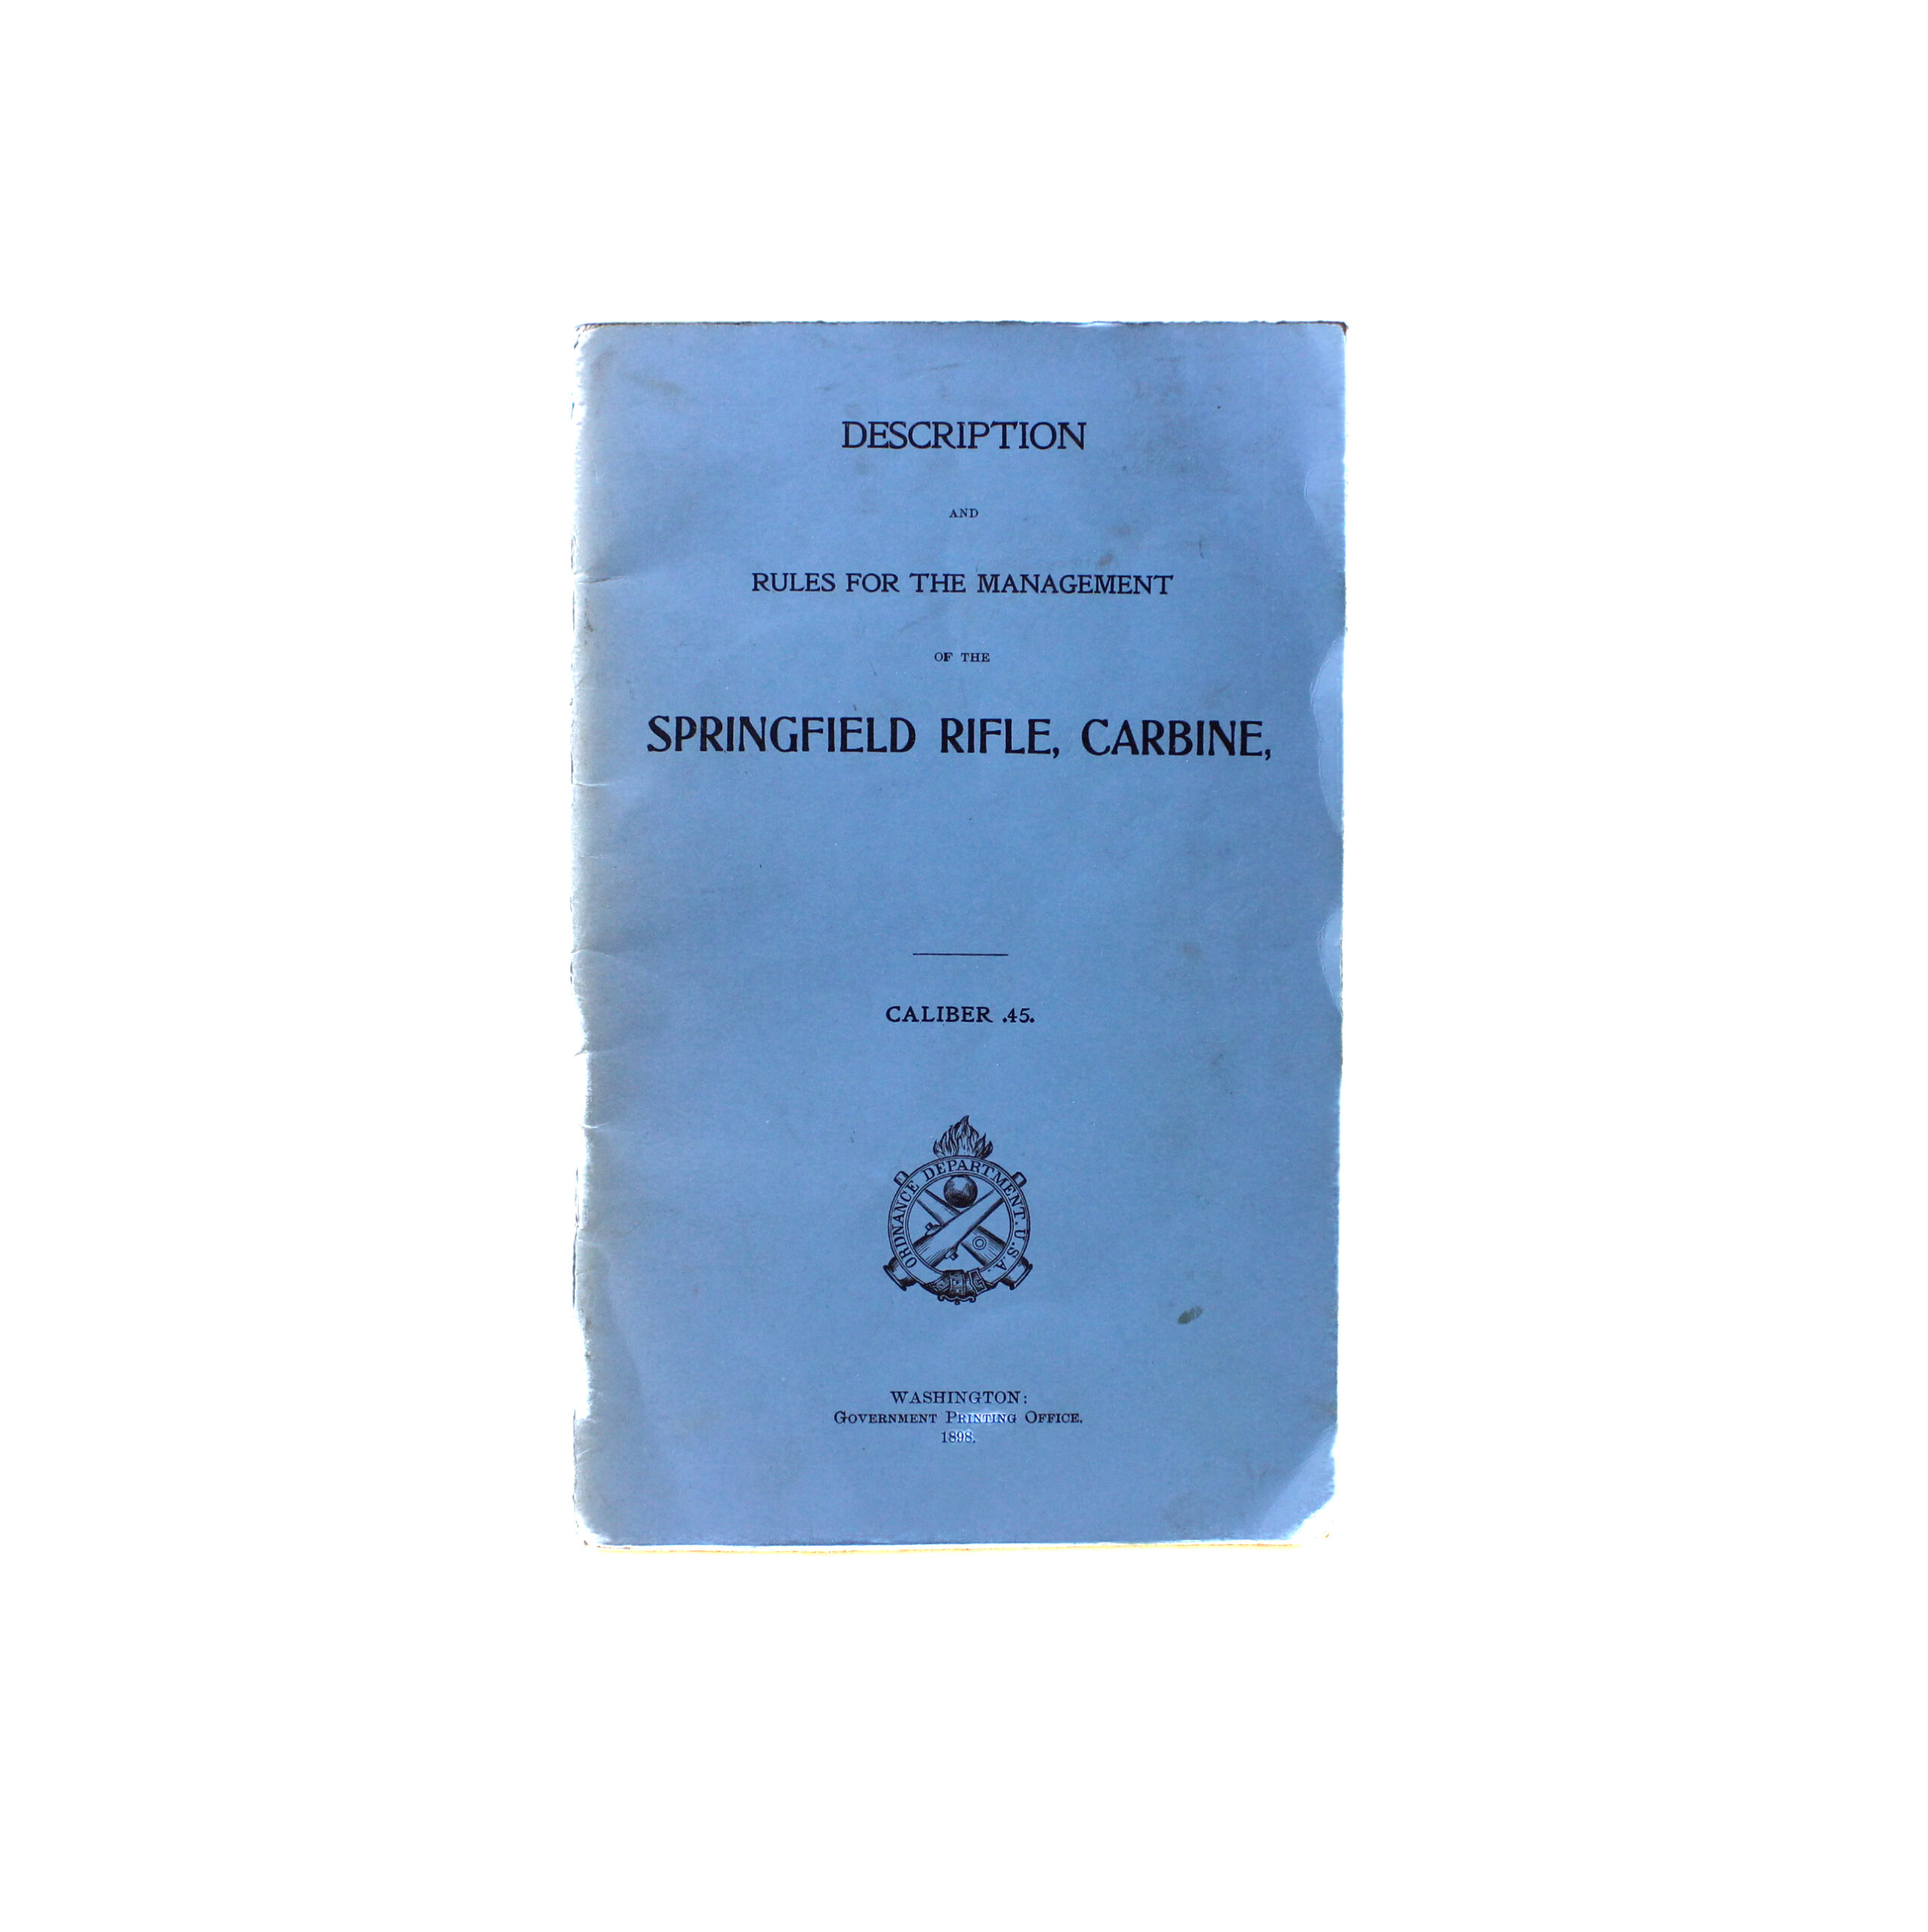 DESCRIPTION
AND
RULES FOR THE MANAGEMENT
OF THE
SPRINGFIELD RIFLE, CARBINE,
CALIBER .45.
ORDNANCE DEPARTMENT. U.S.A.
WASHINGTON:
GOVERNMENT PRINTING OFFICE.
1898.